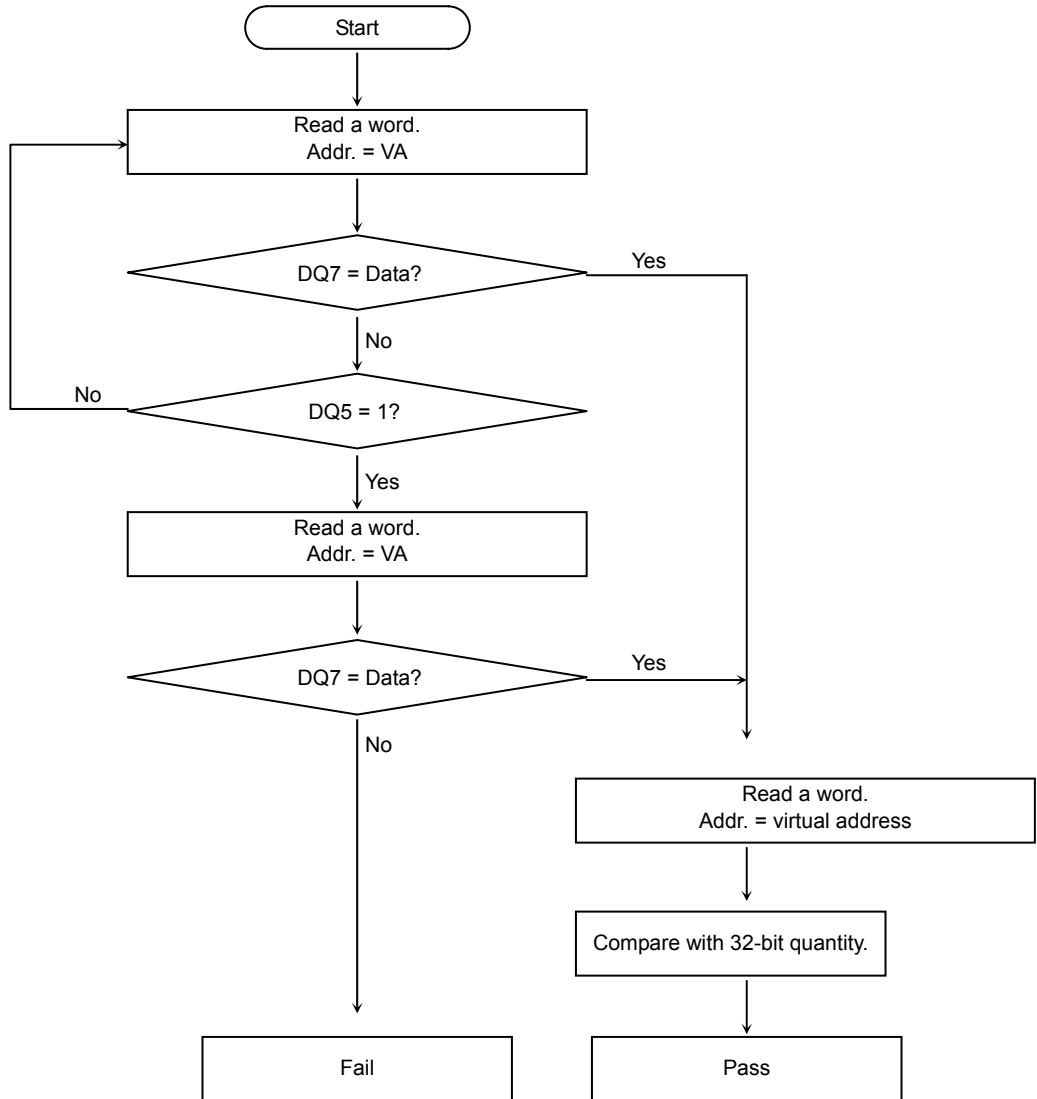 Start
Read a word.
Addr. = VA
DQ7 = Data?
Yes
No
DQ5 = 1?
No
Yes
Read a word.
Addr. = VA
DQ7 = Data?
Yes
No
Read a word.
Addr. = virtual address
Compare with 32-bit quantity.
Fail
Pass